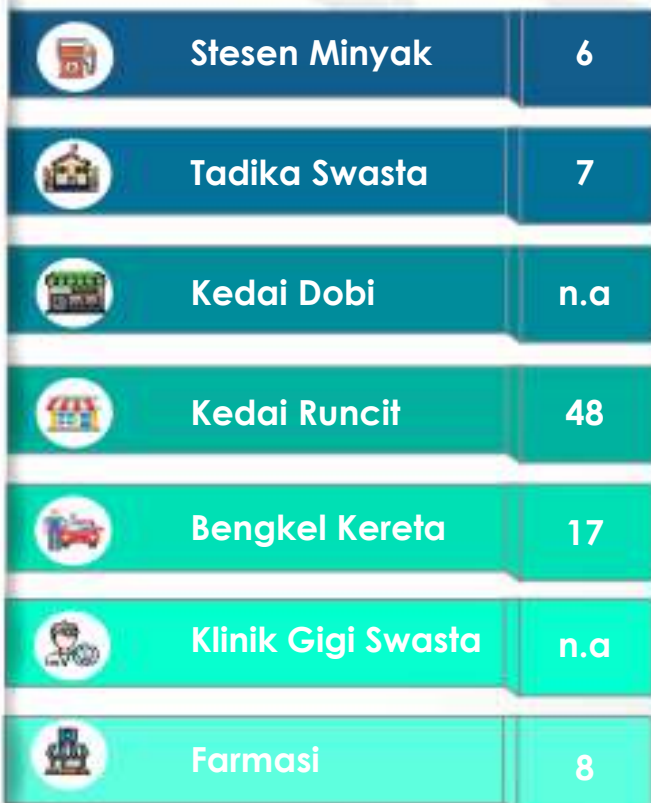 Stesen Minyak 6
Tadika Swasta 7
Kedai Dobi n.a
Kedai Runcit 48
Bengkel Kereta 17
Klinik Gigi Swasta n.a
Farmasi 8